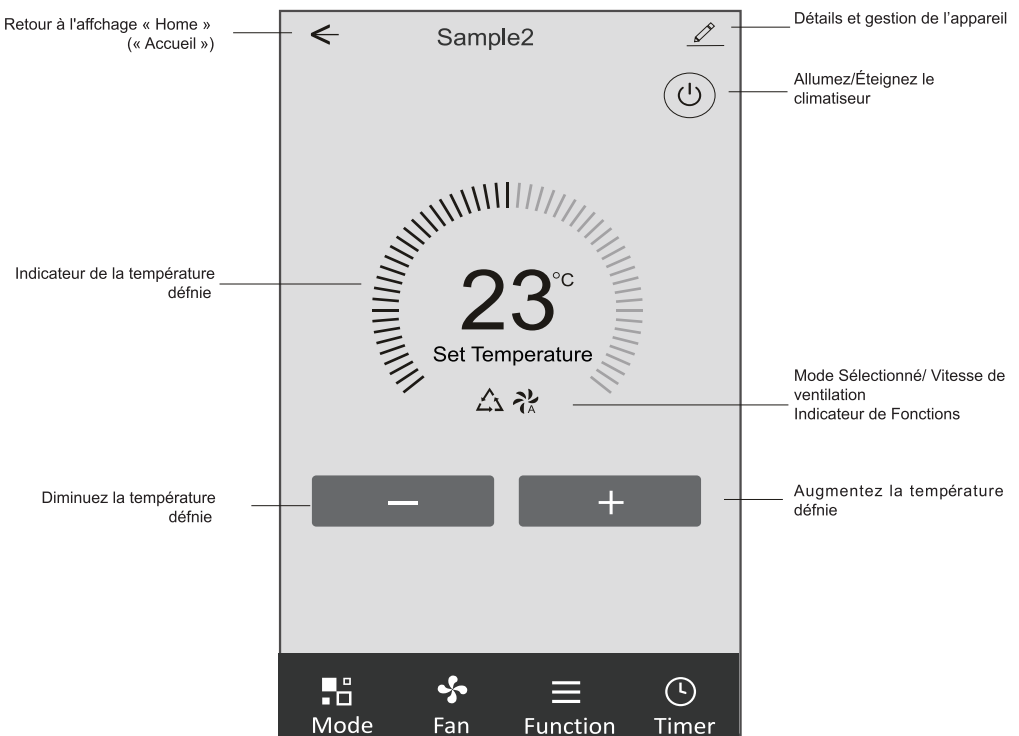 Retour à l'affchage « Home »
(« Accueil »)
Sample2
Détails et gestion de l'appareil
Allumez/Éteignez le
climatiseur
Indicateur de la température
défnie
23°C
Set Temperature
A
Mode Sélectionné/ Vitesse de
ventilation
Indicateur de Fonctions
Diminuez la température
défnie
Augmentez la température
défnie
Mode
Fan
Function
Timer